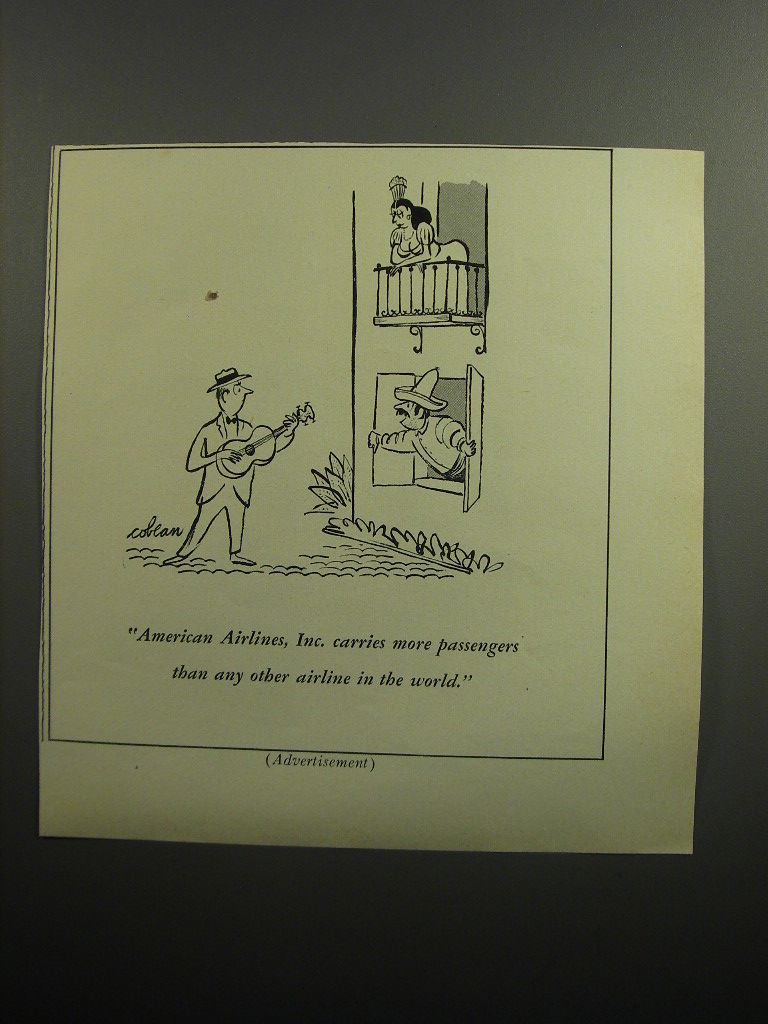 cobean
"American Airlines, Inc. carries more passengers
than any other airline in the world."
(Advertisement)